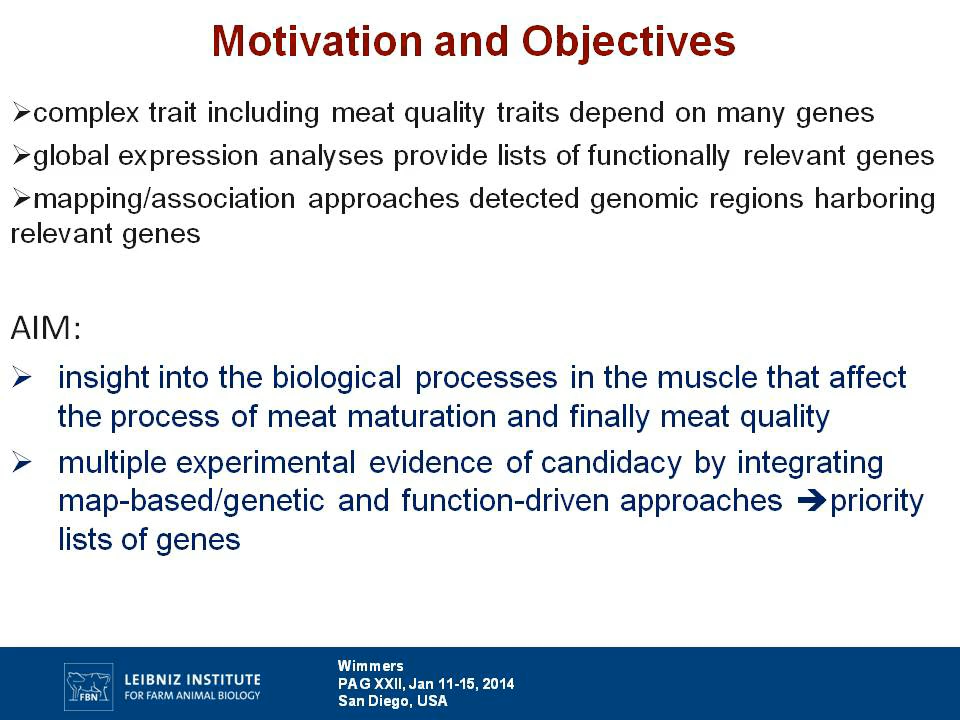 Motivation and Objectives
➢complex trait including meat quality traits depend on many genes
➢global expression analyses provide lists of functionally relevant genes
➢mapping/association approaches detected genomic regions harboring
relevant genes
AIM:
➢ insight into the biological processes in the muscle that affect
the process of meat maturation and finally meat quality
➢ multiple experimental evidence of candidacy by integrating
map-based/genetic and function-driven approaches ➔priority
lists of genes
FBN
LEIBNIZ INSTITUTE
FOR FARM ANIMAL BIOLOGY
Wimmers
PAG XXII, Jan 11-15, 2014
San Diego, USA